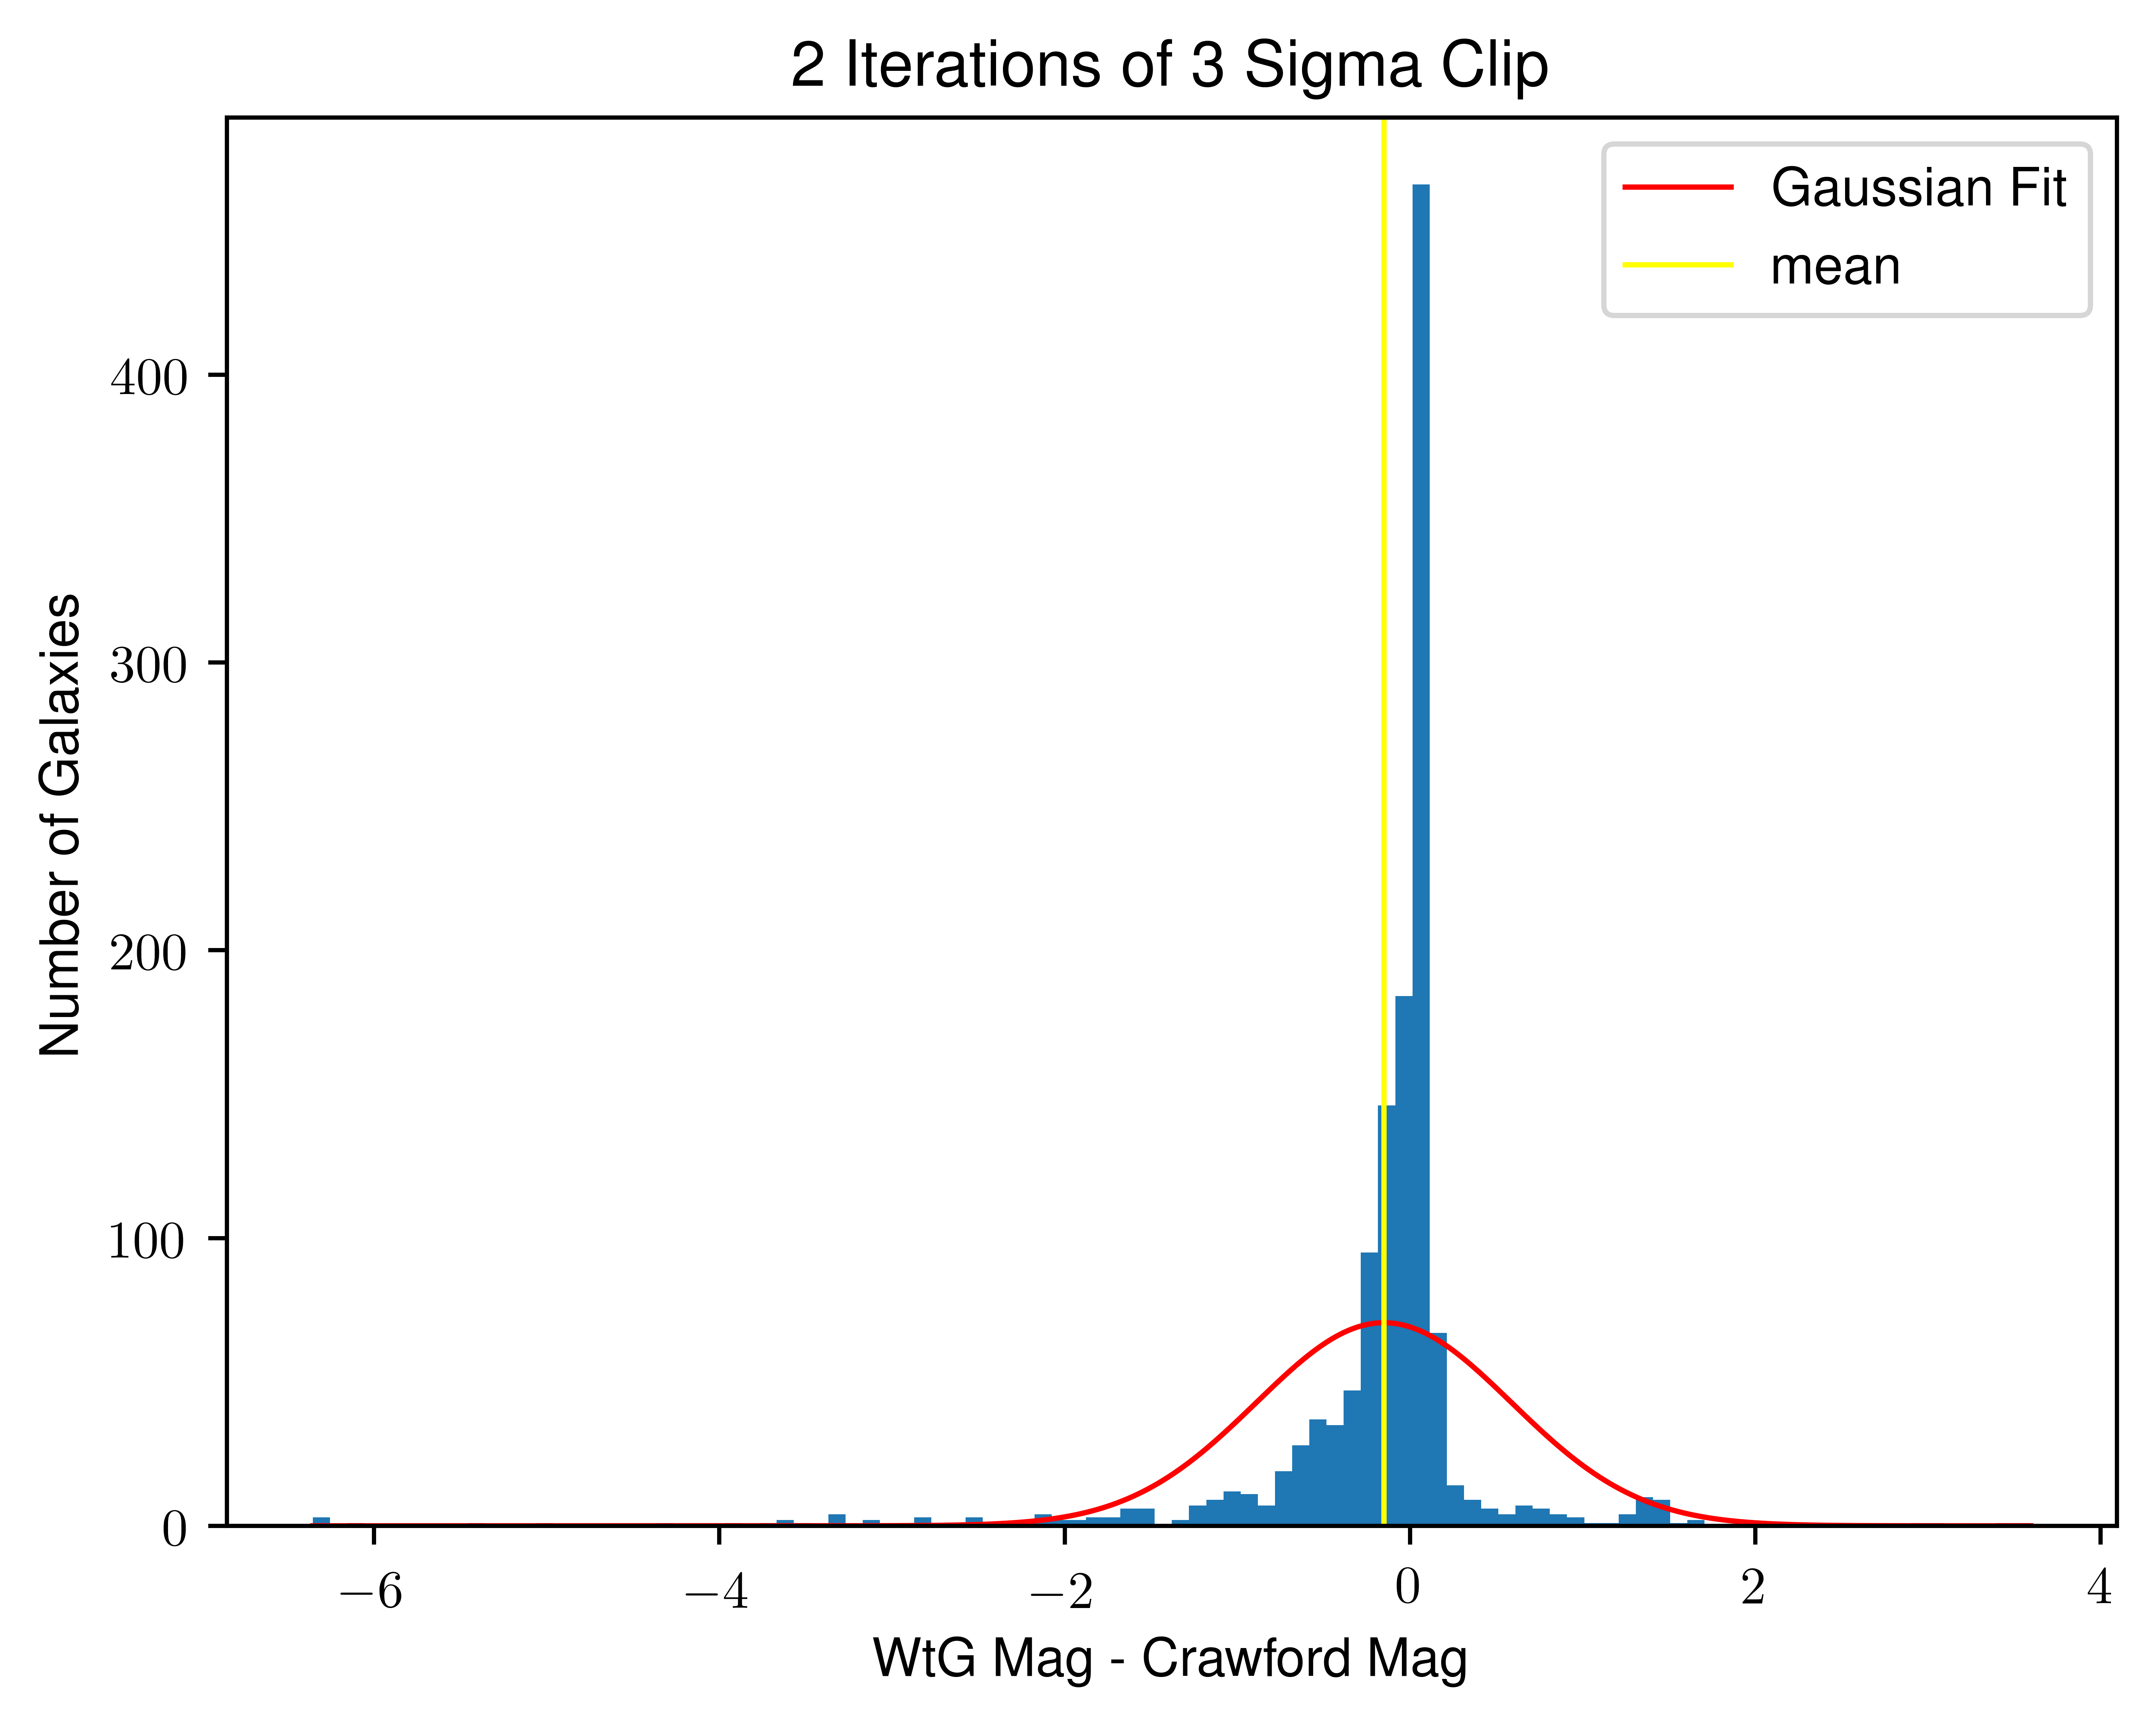 2 Iterations of 3 Sigma Clip
Gaussian Fit
mean
Number of Galaxies
400
300
200
100
0
−6
−4
−2
0
2
4
WtG Mag - Crawford Mag